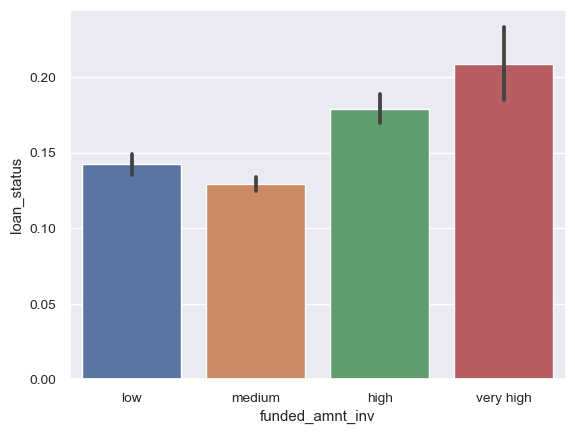 0.20
0.15
0.10
0.05
0.00
loan_status
low medium high very high
funded_amnt_inv